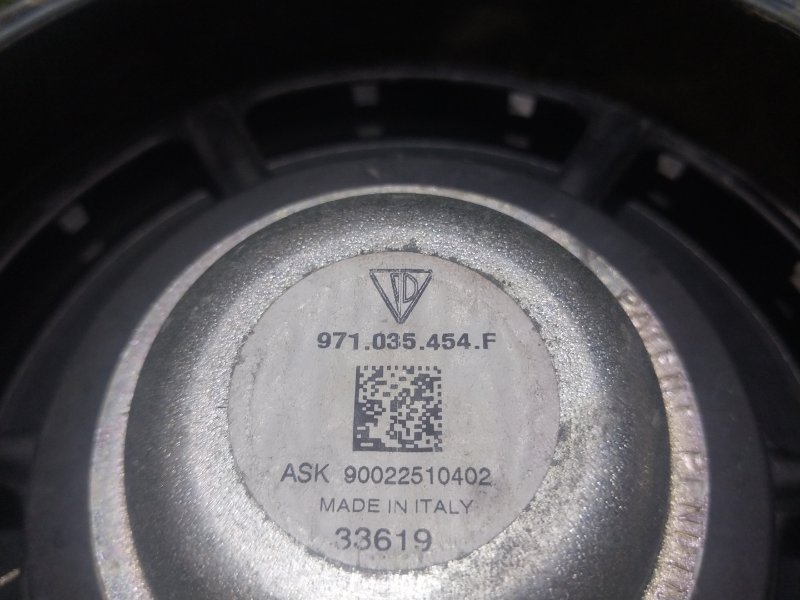 971.035.454.F
ASK 90022510402
MADE IN ITALY
33619